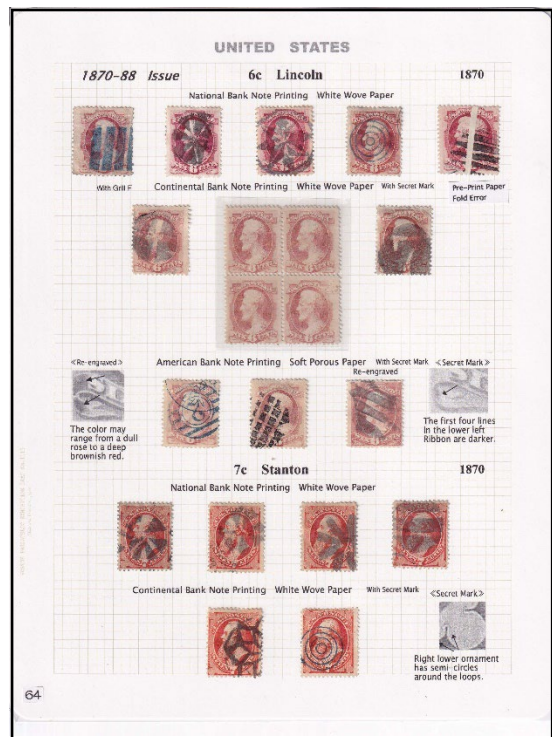 UNITED STATES
1870-88 Issue 6c Lincoln 1870
National Bank Note Printing White Wove Paper
With Grill F
Continental Bank Note Printing White Wove Paper With Secret Mark
Pre-Print Paper
Fold Error
<Re-engraved>
American Bank Note Printing Soft Porous Paper With Secret Mark
Re-engraved
<Secret Mark>
The color may
range from a dull
rose to a deep
brownish red.
The first four lines
in the lower left
Ribbon are darker.
7c Stanton 1870
National Bank Note Printing White Wove Paper
Continental Bank Note Printing White Wove Paper With Secret Mark
<Secret Mark>
Right lower ornament
has semi-circles
around the loops.
64